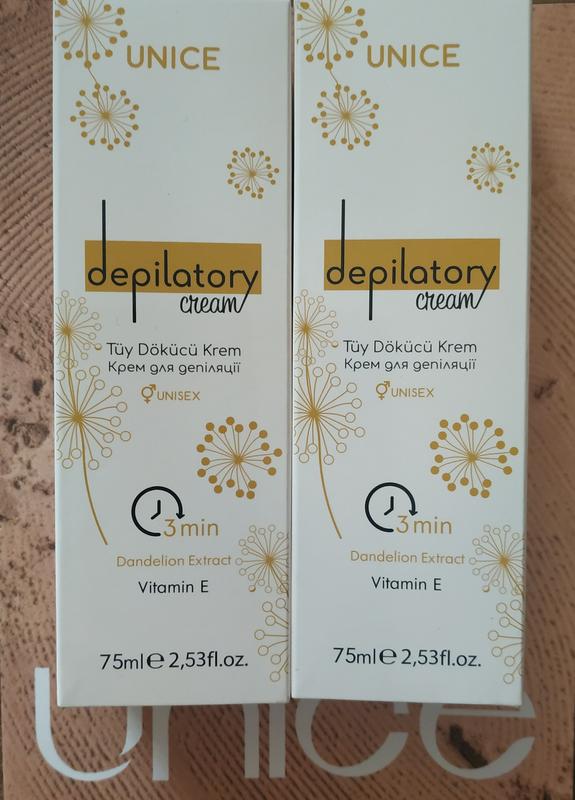 UNICE
depilatory
cream
Tüy Dökücü Krem
Крем для депіляції
UNISEX
3 min
Dandelion Extract
Vitamin E
75ml℮2,53fl.oz.
UNICE
depilatory
cream
Tüy Dökücü Krem
Крем для депіляції
UNISEX
3 min
Dandelion Extract
Vitamin E
75ml℮2,53fl.oz.
unice